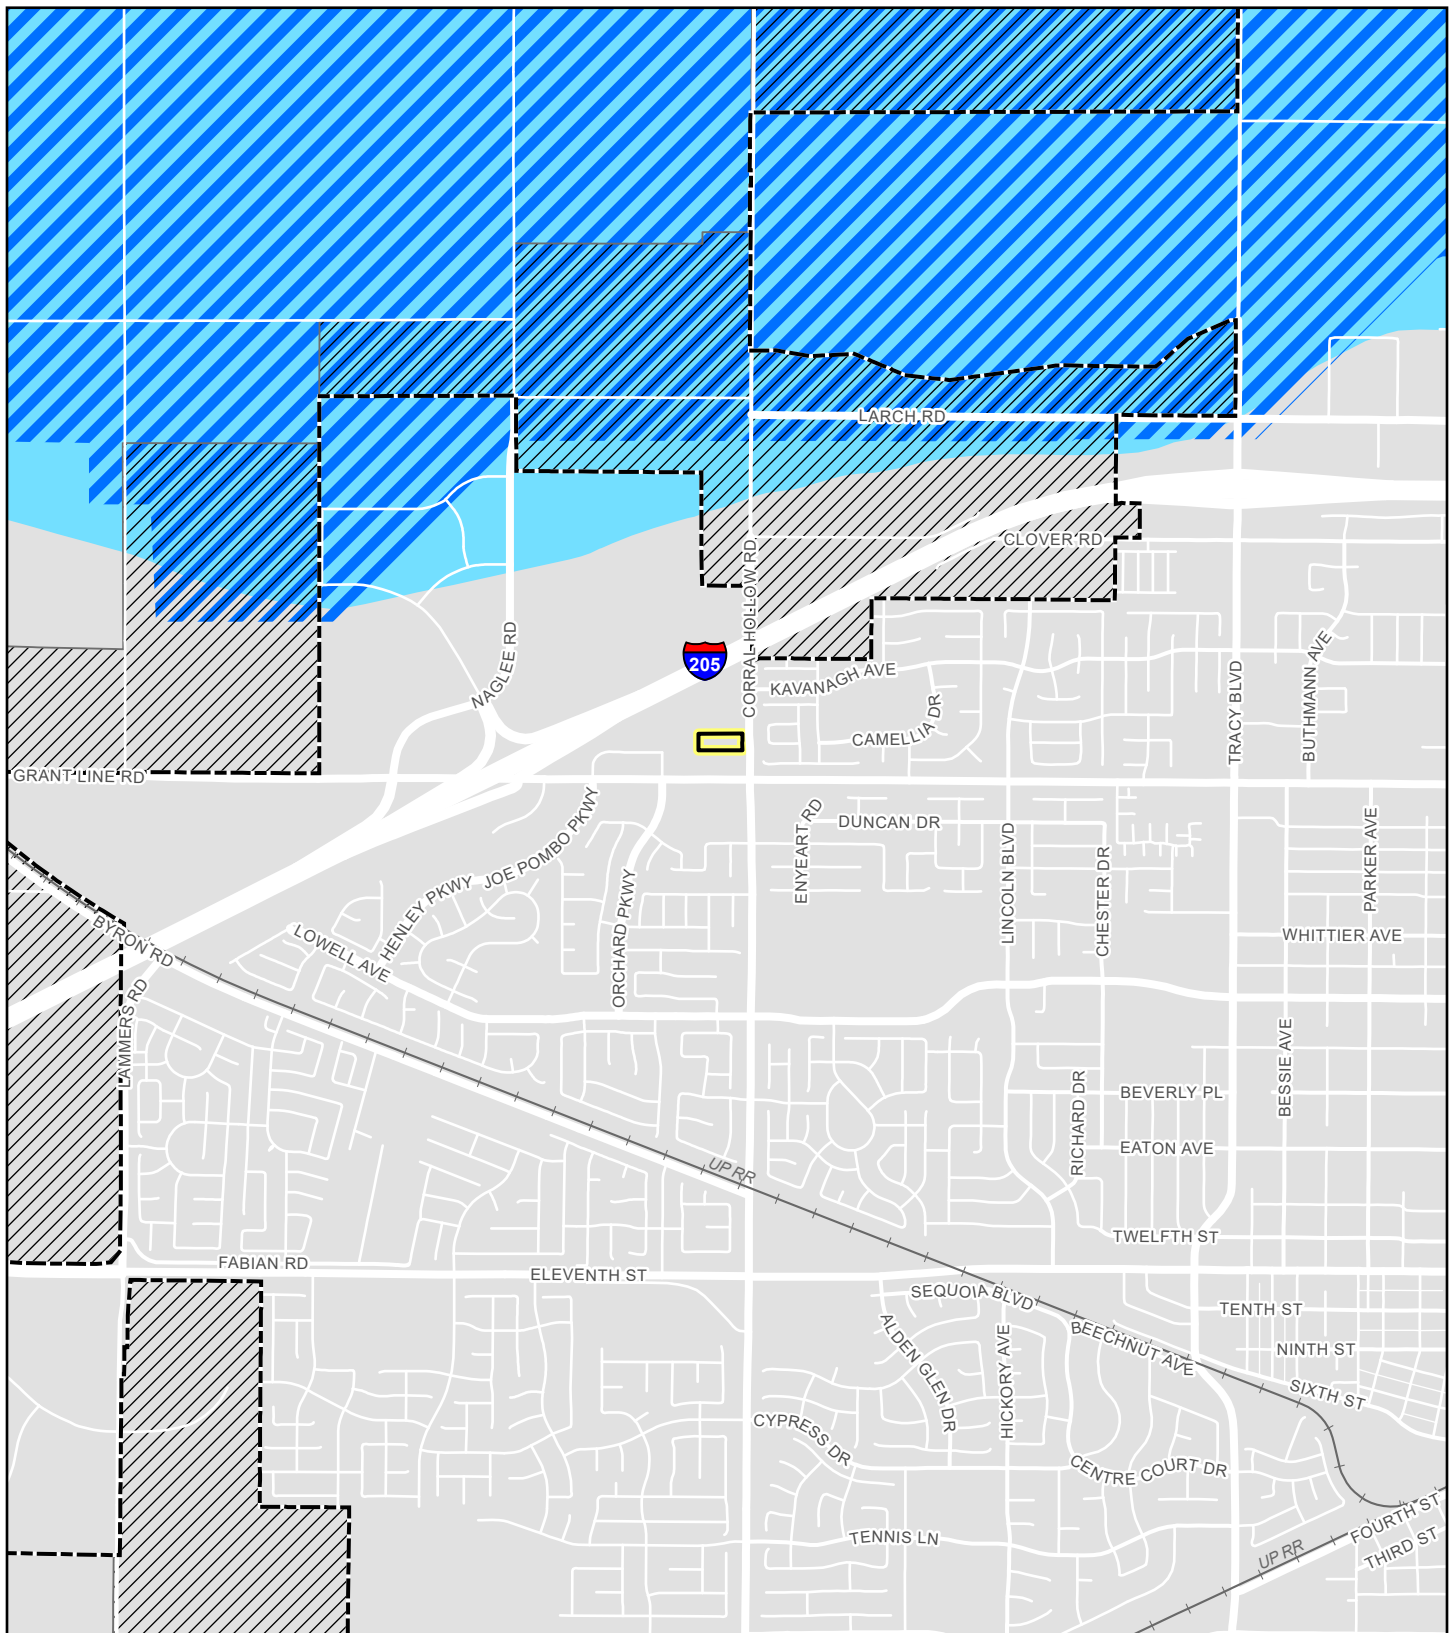 LARCH RD
CLOVER RD
CORRAL HOLLOW RD
NAGLEE RD
205
KAVANAGH AVE
CAMELLIA DR
TRACY BLVD
BUTHMANN AVE
GRANT LINE RD
JOE POMBO PKWY
HENLEY PKWY
ORCHARD PKWY
ENYEART RD
DUNCAN DR
LINCOLN BLVD
CHESTER DR
PARKER AVE
WHITTIER AVE
BYRON RD
LOWELL AVE
LAMMERS RD
BESSIE AVE
RICHARD DR
BEVERLY PL
EATON AVE
UP RR
TWELFTH ST
FABIAN RD
ELEVENTH ST
SEQUOIA BLVD
TENTH ST
BEECHNUT AVE
NINTH ST
ALDEN GLEN DR
HICKORY AVE
SIXTH ST
CYPRESS DR
CENTRE COURT DR
TENNIS LN
UP RR
FOURTH ST
THIRD ST